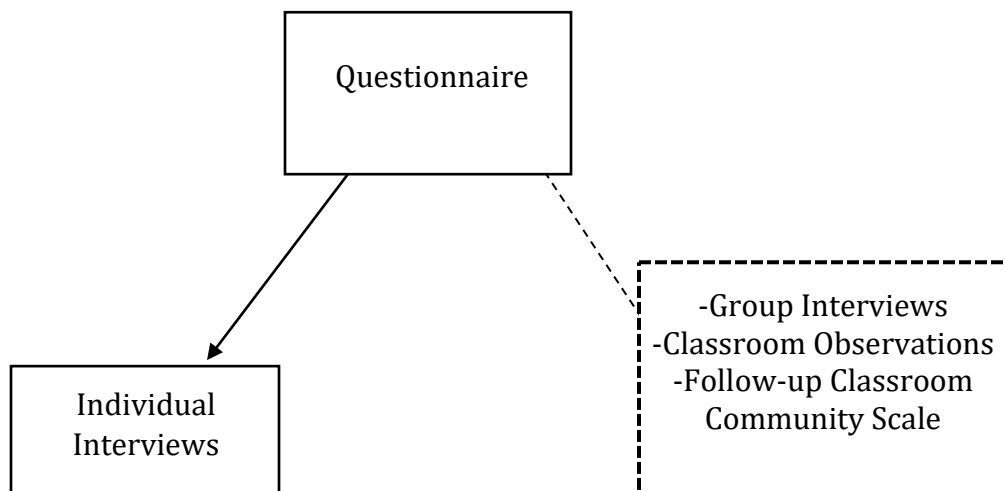 Questionnaire
-Group Interviews
-Classroom Observations
-Follow-up Classroom
Community Scale
Individual
Interviews